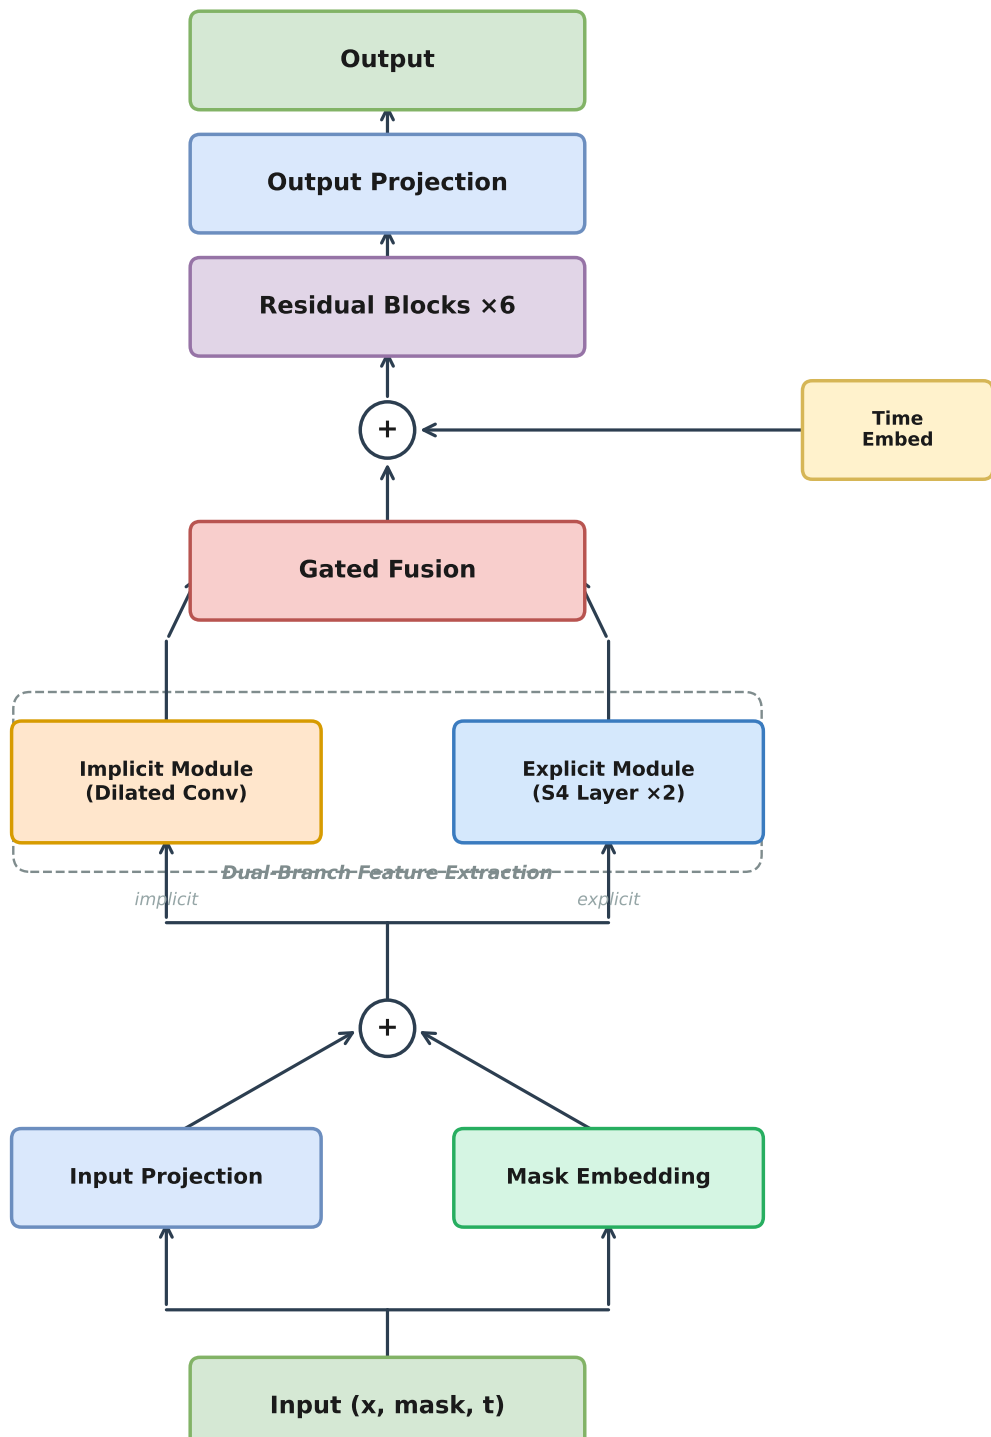 Output
Output Projection
Residual Blocks ×6
+
Time
Embed
Gated Fusion
Implicit Module
(Dilated Conv)
Explicit Module
(S4 Layer ×2)
Dual-Branch Feature Extraction
implicit
explicit
+
Input Projection
Mask Embedding
Input (x, mask, t)